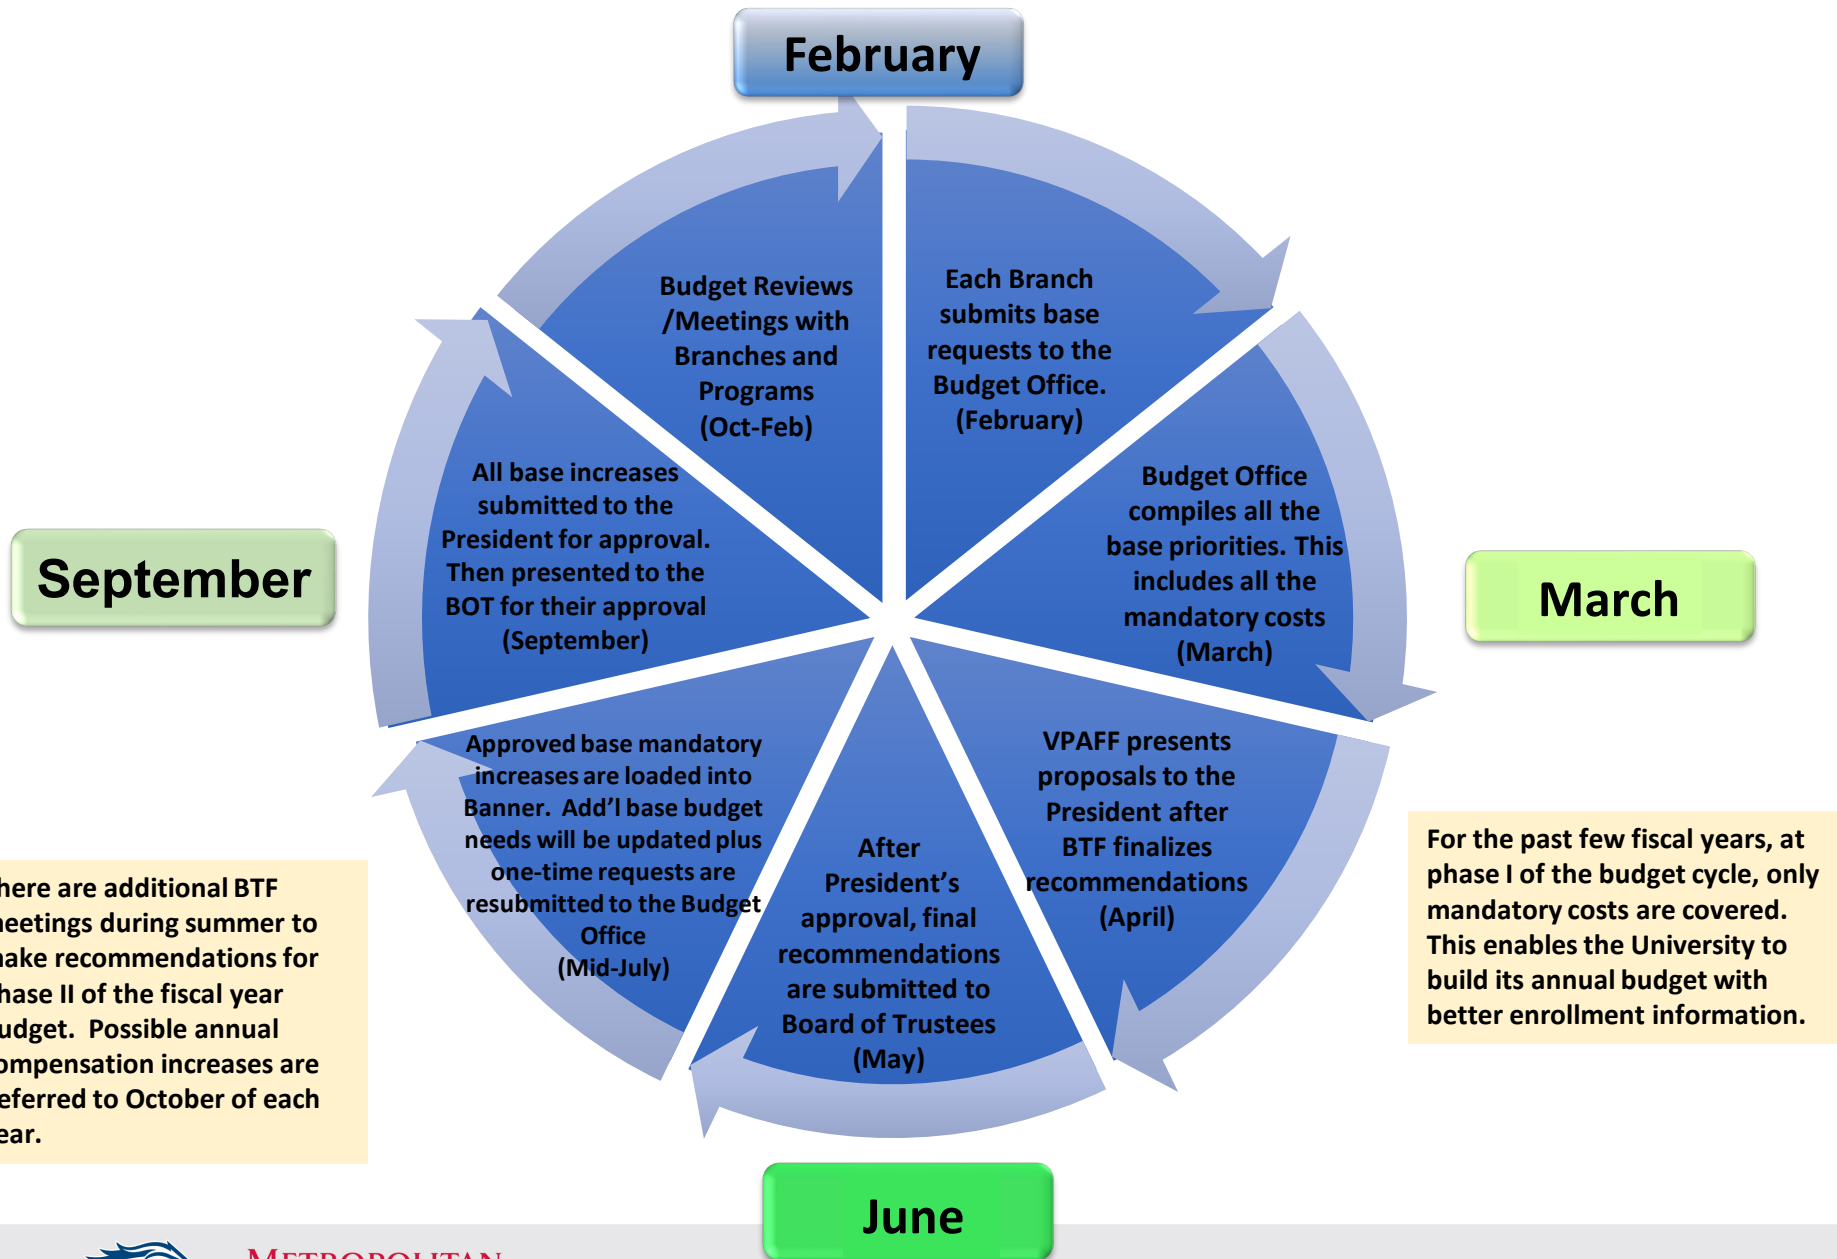 February
Each Branch
submits base
requests to the
Budget Office.
(February)
Budget Office
compiles all the
base priorities. This
includes all the
mandatory costs
(March)
March
VPAFF presents
proposals to the
President after
BTF finalizes
recommendations
(April)
For the past few fiscal years, at
phase I of the budget cycle, only
mandatory costs are covered.
This enables the University to
build its annual budget with
better enrollment information.
After
President’s
approval, final
recommendations
are submitted to
Board of Trustees
(May)
June
Approved base mandatory
increases are loaded into
Banner.  Add’l base budget
needs will be updated plus
one-time requests are
resubmitted to the Budget
Office
(Mid-July)
here are additional BTF
eetings during summer to
ake recommendations for
hase II of the fiscal year
udget.  Possible annual
ompensation increases are
eferred to October of each
ear.
All base increases
submitted to the
President for approval.
Then presented to the
BOT for their approval
(September)
September
Budget Reviews
/Meetings with
Branches and
Programs
(Oct-Feb)
METROPOLITAN